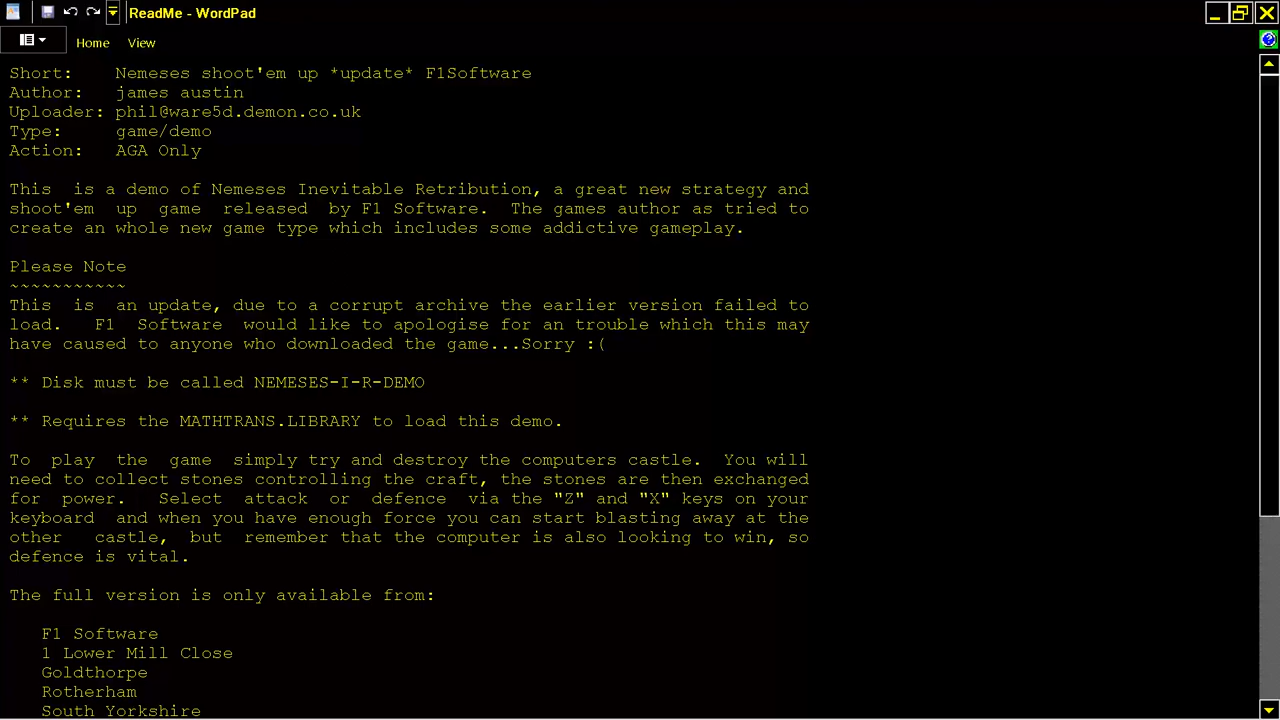 ReadMe - WordPad
Home View
Short:    Nemeses shoot'em up *update* F1Software
Author:   james austin
Uploader: phil@ware5d.demon.co.uk
Type:     game/demo
Action:   AGA Only
This  is a demo of Nemeses Inevitable Retribution, a great new strategy and
shoot'em  up  game  released  by F1 Software.  The games author as tried to
create an whole new game type which includes some addictive gameplay.
Please Note
~~~~~~~~~~~
This  is  an update, due to a corrupt archive the earlier version failed to
load.   F1  Software  would like to apologise for an trouble which this may
have caused to anyone who downloaded the game...Sorry :(
** Disk must be called NEMESES-I-R-DEMO
** Requires the MATHTRANS.LIBRARY to load this demo.
To  play  the  game  simply try and destroy the computers castle.  You will
need to collect stones controlling the craft, the stones are then exchanged
for  power.   Select  attack  or  defence  via the "Z" and "X" keys on your
keyboard  and when you have enough force you can start blasting away at the
other  castle,  but  remember that the computer is also looking to win, so
defence is vital.
The full version is only available from:
F1 Software
1 Lower Mill Close
Goldthorpe
Rotherham
South Yorkshire